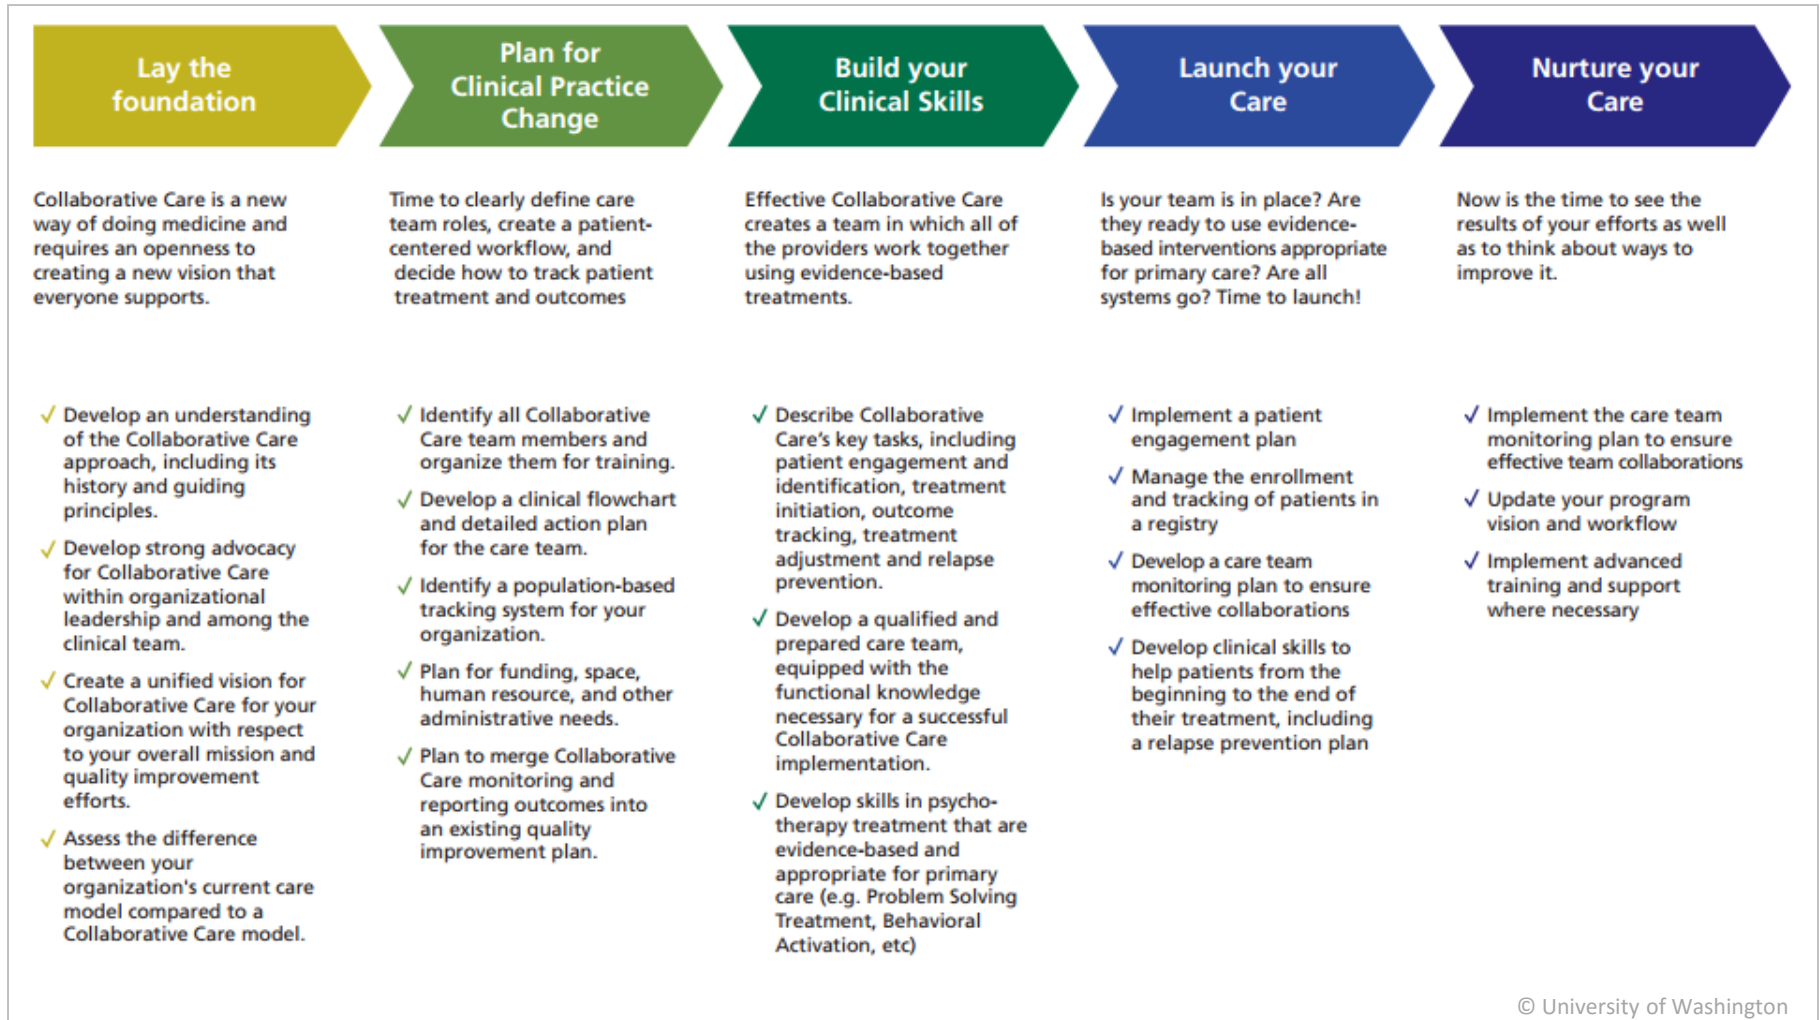 Lay the
foundation
Plan for
Clinical Practice
Change
Build your
Clinical Skills
Launch your
Care
Nurture your
Care
Collaborative Care is a new
way of doing medicine and
requires an openness to
creating a new vision that
everyone supports.
Time to clearly define care
team roles, create a patient-
centered workflow, and
decide how to track patient
treatment and outcomes
Effective Collaborative Care
creates a team in which all of
the providers work together
using evidence-based
treatments.
Is your team is in place? Are
they ready to use evidence-
based interventions appropriate
for primary care? Are all
systems go? Time to launch!
Now is the time to see the
results of your efforts as well
as to think about ways to
improve it.
✓ Develop an understanding
of the Collaborative Care
approach, including its
history and guiding
principles.
✓ Develop strong advocacy
for Collaborative Care
within organizational
leadership and among the
clinical team.
✓ Create a unified vision for
Collaborative Care for your
organization with respect
to your overall mission and
quality improvement
efforts.
✓ Assess the difference
between your
organization's current care
model compared to a
Collaborative Care model.
✓ Identify all Collaborative
Care team members and
organize them for training.
✓ Develop a clinical flowchart
and detailed action plan
for the care team.
✓ Identify a population-based
tracking system for your
organization.
✓ Plan for funding, space,
human resource, and other
administrative needs.
✓ Plan to merge Collaborative
Care monitoring and
reporting outcomes into
an existing quality
improvement plan.
✓ Describe Collaborative
Care's key tasks, including
patient engagement and
identification, treatment
initiation, outcome
tracking, treatment
adjustment and relapse
prevention.
✓ Develop a qualified and
prepared care team,
equipped with the
functional knowledge
necessary for a successful
Collaborative Care
implementation.
✓ Develop skills in psycho-
therapy treatment that are
evidence-based and
appropriate for primary
care (e.g. Problem Solving
Treatment, Behavioral
Activation, etc)
✓ Implement a patient
engagement plan
✓ Manage the enrollment
and tracking of patients in
a registry
✓ Develop a care team
monitoring plan to ensure
effective collaborations
✓ Develop clinical skills to
help patients from the
beginning to the end of
their treatment, including
a relapse prevention plan
✓ Implement the care team
monitoring plan to ensure
effective team collaborations
✓ Update your program
vision and workflow
✓ Implement advanced
training and support
where necessary
© University of Washington